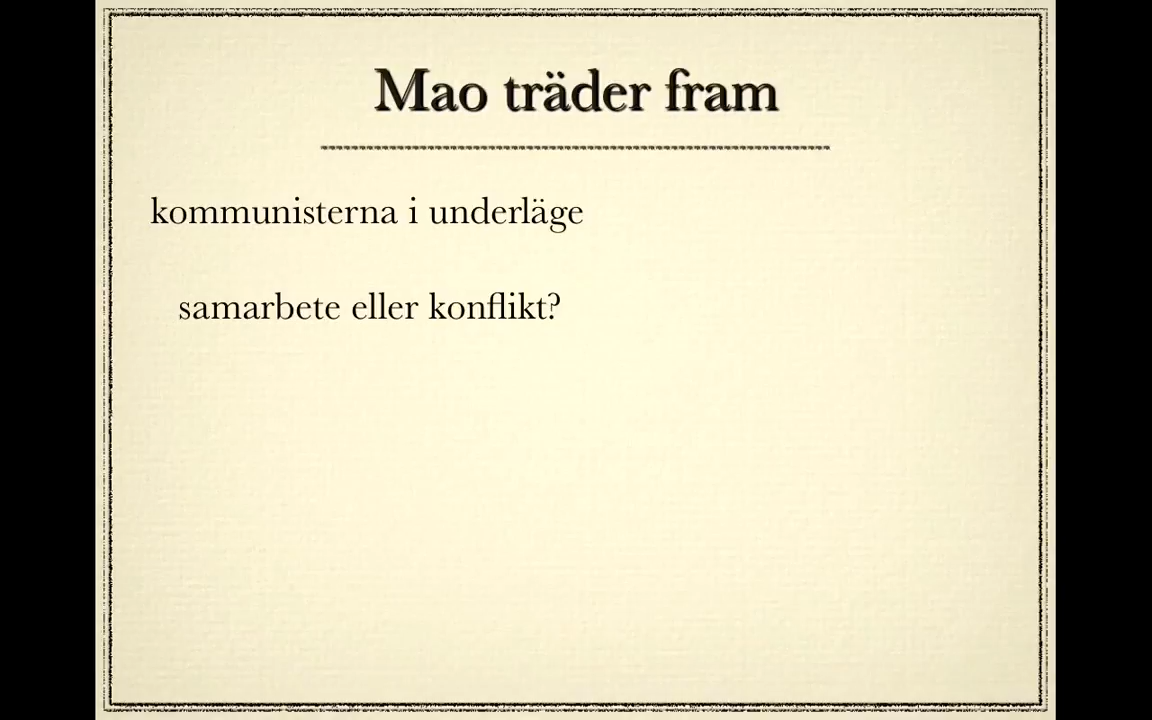 Mao träder fram
kommunisterna i underläge
samarbete eller konflikt?